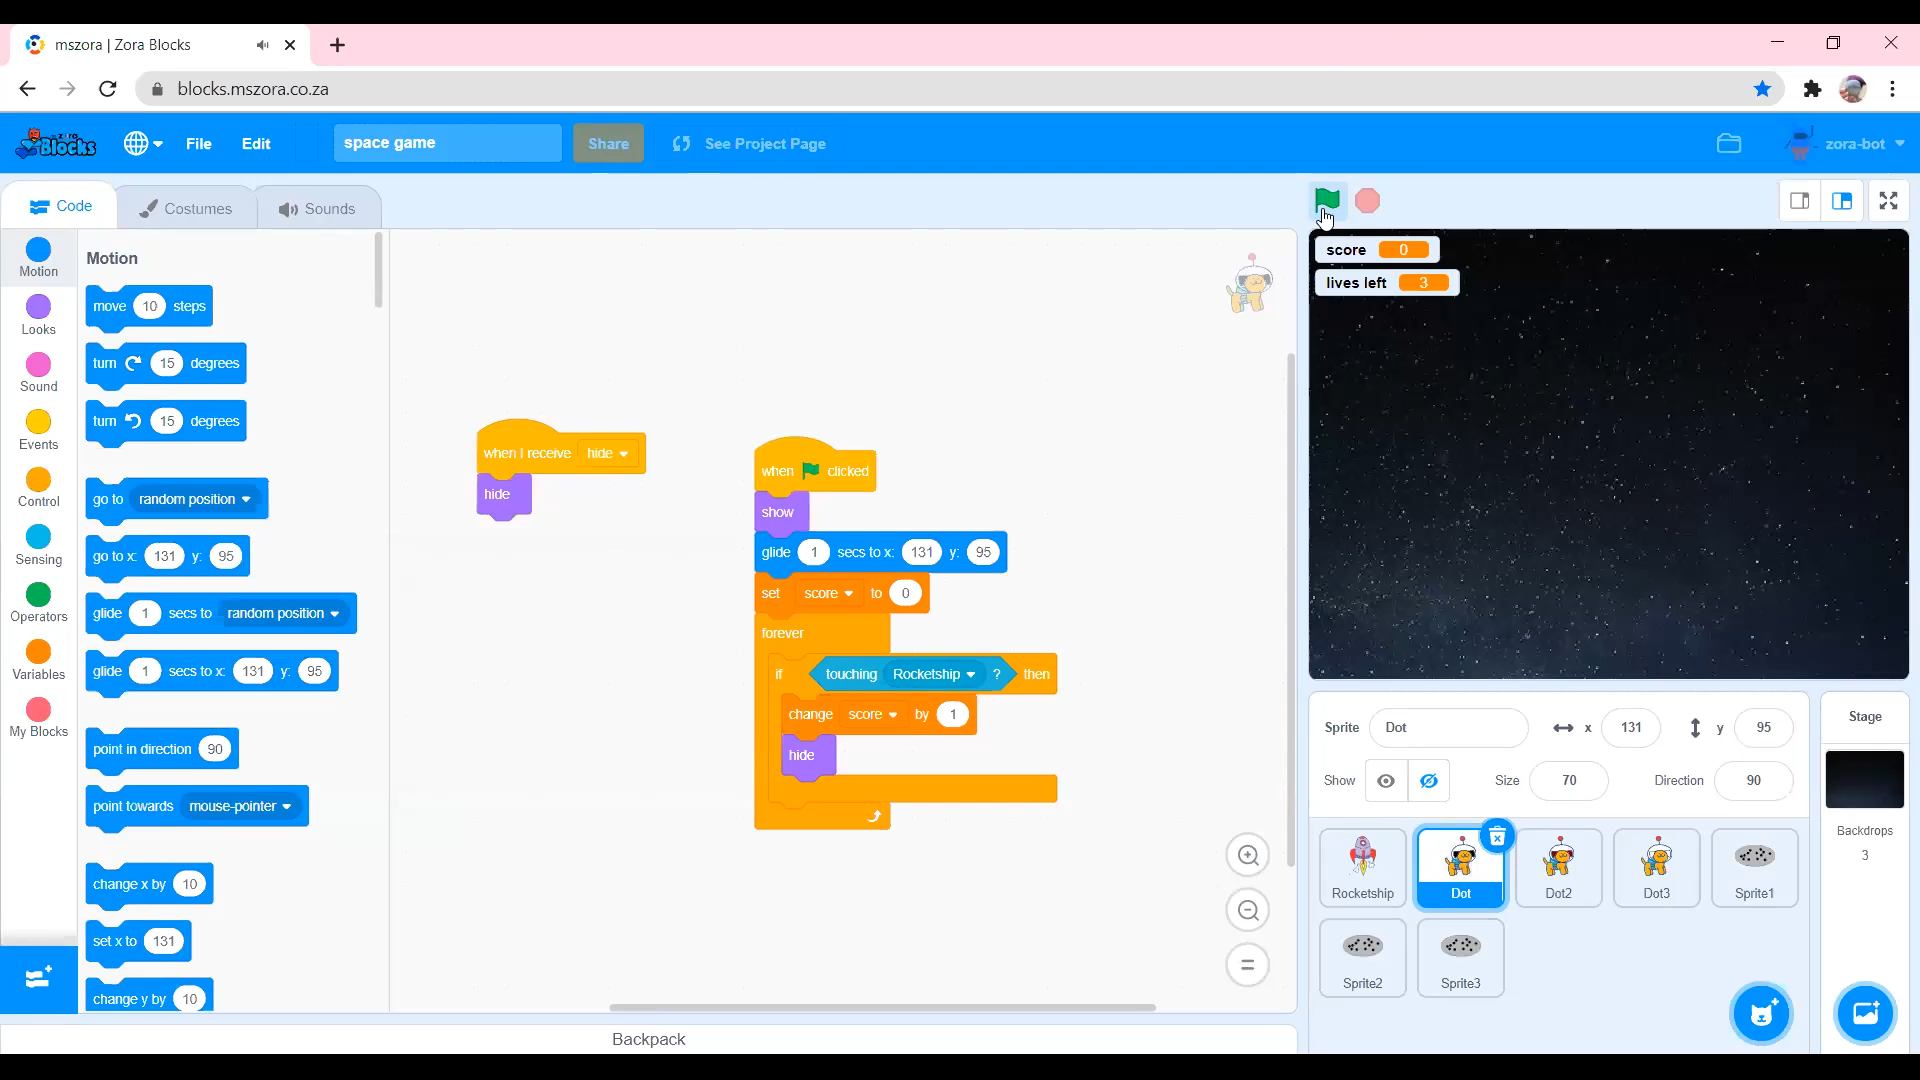 mszora | Zora Blocks
blocks.mszora.co.za
Blocks
File
Edit
space game
Share
See Project Page
zora-bot
Code
Costumes
Sounds
Motion
Looks
Sound
Events
Control
Sensing
Operators
Variables
My Blocks
Motion
move 10 steps
turn 15 degrees
turn 15 degrees
go to random position
go to x: 131 y: 95
glide 1 secs to random position
glide 1 secs to x: 131 y: 95
point in direction 90
point towards mouse-pointer
change x by 10
set x to 131
change y by 10
when I receive hide
hide
when clicked
show
glide 1 secs to x: 131 y: 95
set score to 0
forever
if touching Rocketship ? then
change score by 1
hide
Backpack
score 0
lives left 3
Sprite Dot x 131 y 95
Show Size 70 Direction 90
Rocketship
Dot
Dot2
Dot3
Sprite1
Sprite2
Sprite3
Stage
Backdrops
3